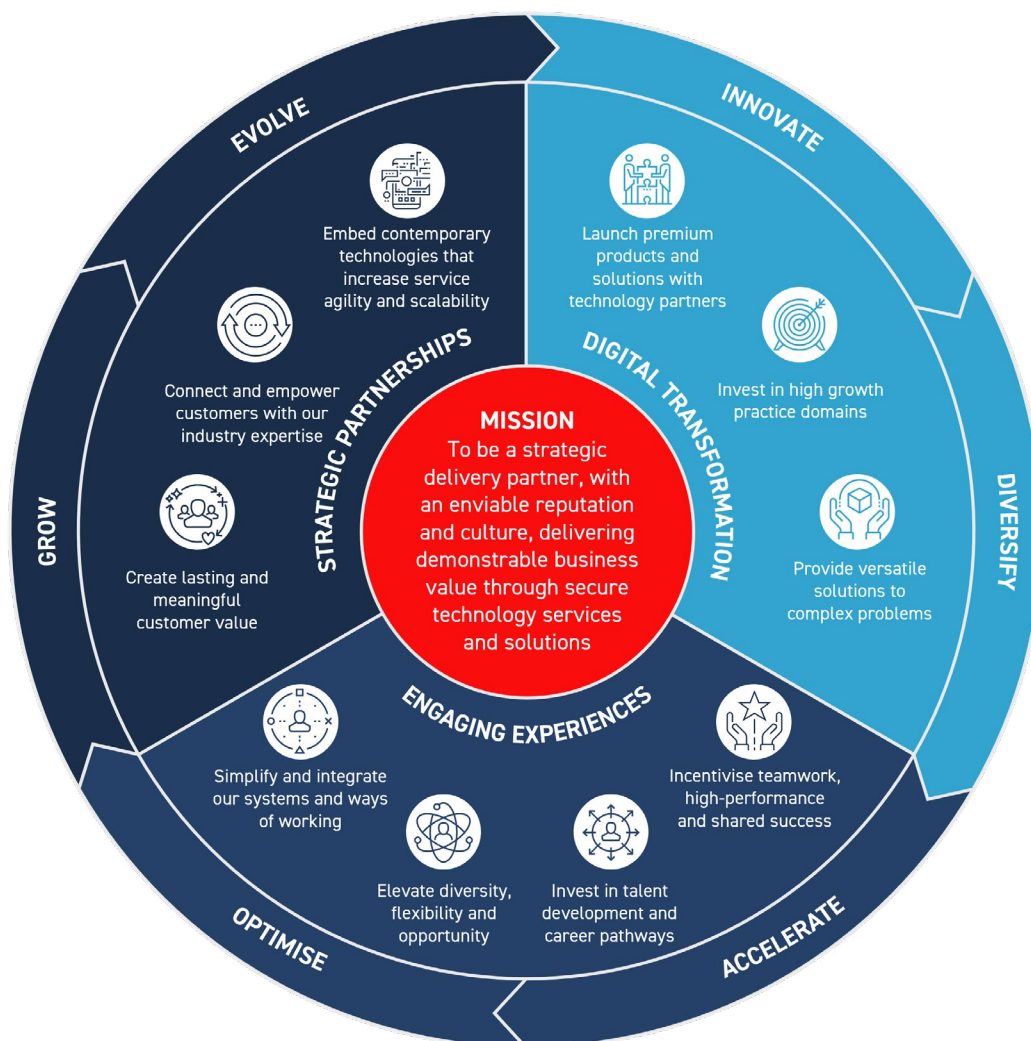 EVOLVE
INNOVATE
DIVERSIFY
ACCELERATE
OPTIMISE
GROW
STRATEGIC PARTNERSHIPS
Embed contemporary
technologies that
increase service
agility and scalability
Connect and empower
customers with our
industry expertise
Create lasting and
meaningful
customer value
DIGITAL TRANSFORMATION
Launch premium
products and
solutions with
technology partners
Invest in high growth
practice domains
Provide versatile
solutions to
complex problems
MISSION
To be a strategic
delivery partner, with
an enviable reputation
and culture, delivering
demonstrable business
value through secure
technology services
and solutions
ENGAGING EXPERIENCES
Simplify and integrate
our systems and ways
of working
Elevate diversity,
flexibility and
opportunity
Invest in talent
development and
career pathways
Incentivise teamwork,
high-performance
and shared success